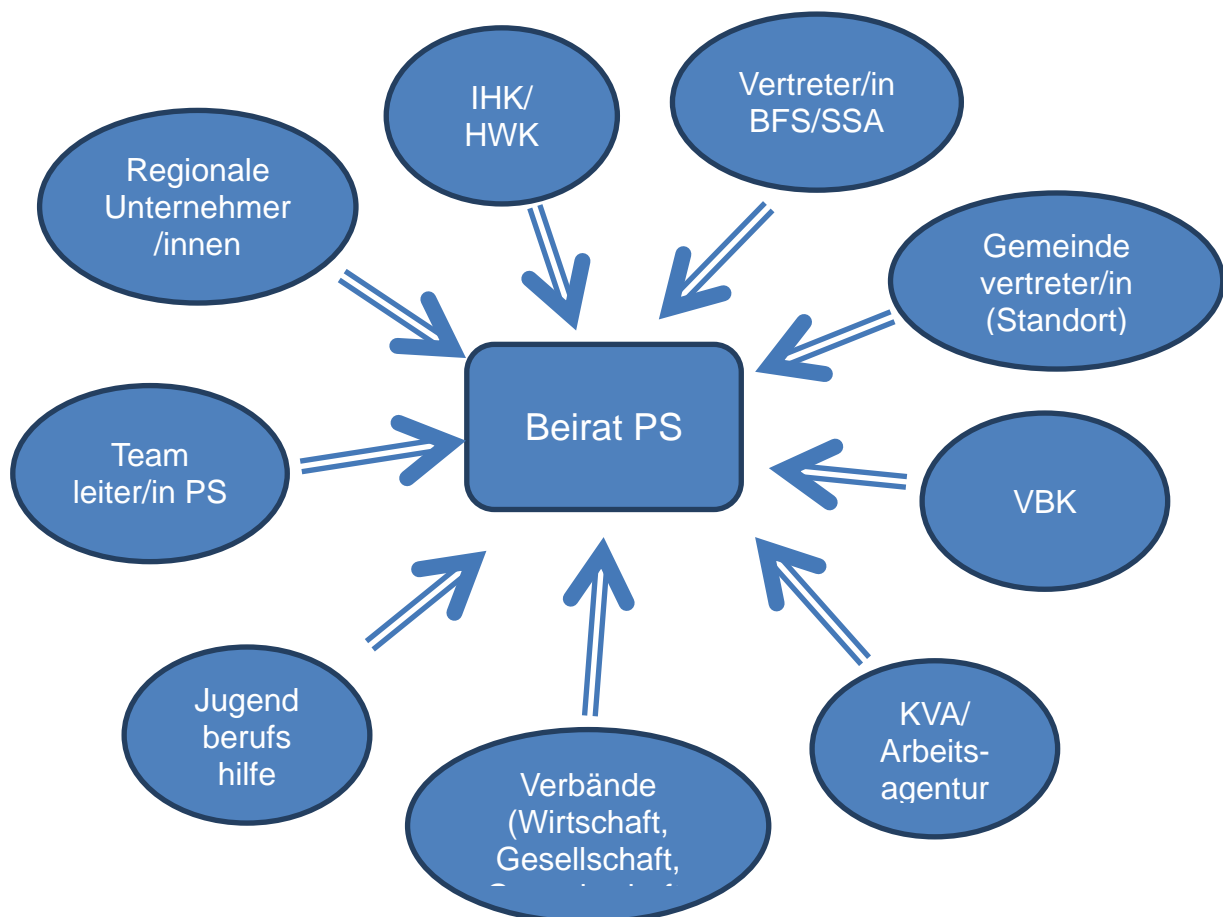 IHK/
HWK
Vertreter/in
BFS/SSA
Regionale
Unternehmer
/innen
Gemeinde
vertreter/in
(Standort)
Beirat PS
Team
leiter/in PS
VBK
Jugend
berufs
hilfe
KVA/
Arbeits-
agentur
Verbände
(Wirtschaft,
Gesellschaft,